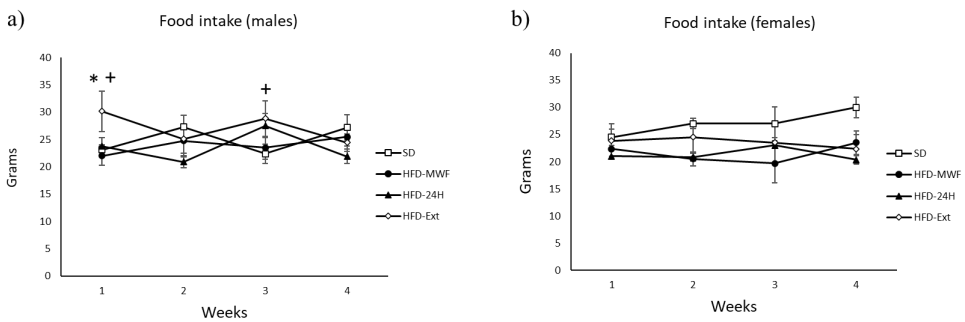 a)
Food intake (males)
40
35
30
25
20
15
10
5
0
* +
+
Grams
1 2 3 4
Weeks
SD
HFD-MWF
HFD-24H
HFD-Ext
b)
Food intake (females)
40
35
30
25
20
15
10
5
0
Grams
1 2 3 4
Weeks
SD
HFD-MWF
HFD-24H
HFD-Ext